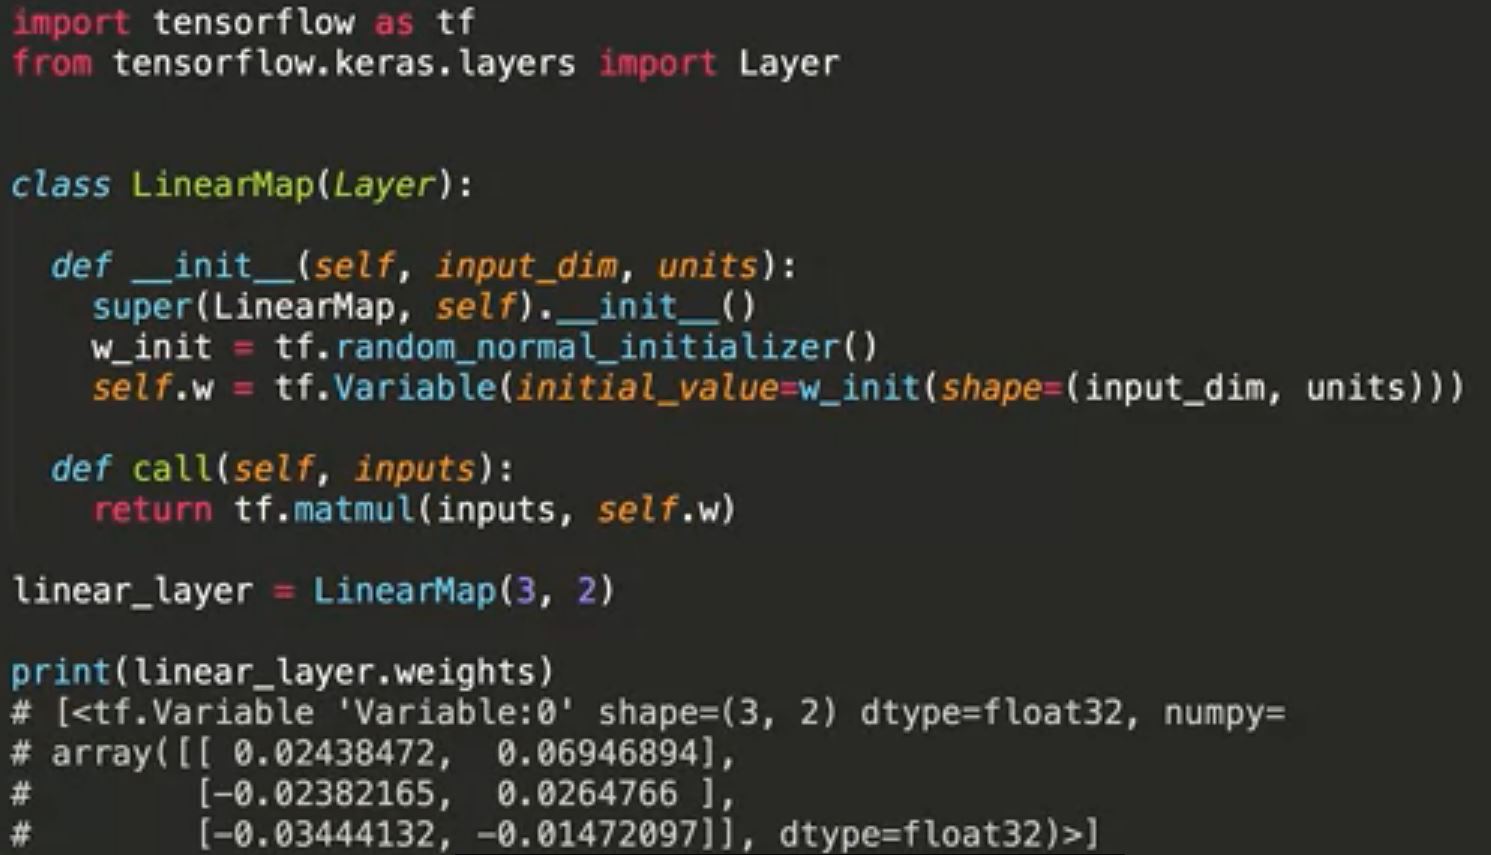 import tensorflow as tf
from tensorflow.keras.layers import Layer
class LinearMap(Layer):
  def __init__(self, input_dim, units):
    super(LinearMap, self).__init__()
    w_init = tf.random_normal_initializer()
    self.w = tf.Variable(initial_value=w_init(shape=(input_dim, units)))
  def call(self, inputs):
    return tf.matmul(inputs, self.w)
linear_layer = LinearMap(3, 2)
print(linear_layer.weights)
# [<tf.Variable 'Variable:0' shape=(3, 2) dtype=float32, numpy=
# array([[ 0.02438472,  0.06946894],
#        [-0.02382165,  0.0264766 ],
#        [-0.03444132, -0.01472097]], dtype=float32)>]